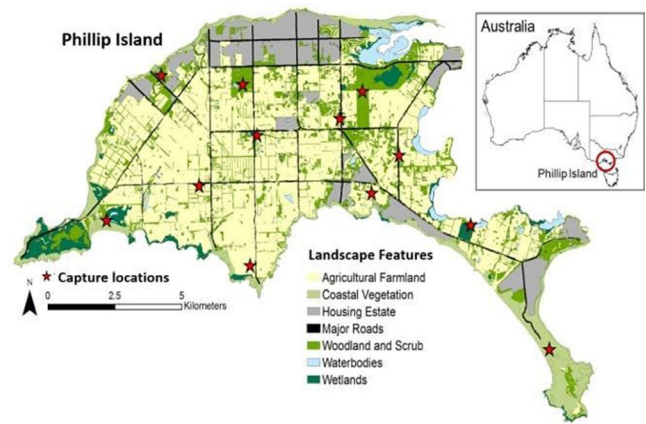 Phillip Island
Australia
Phillip Island
Capture locations
N
0 2.5 5
Kilometers
Landscape Features
Agricultural Farmland
Coastal Vegetation
Housing Estate
Major Roads
Woodland and Scrub
Waterbodies
Wetlands